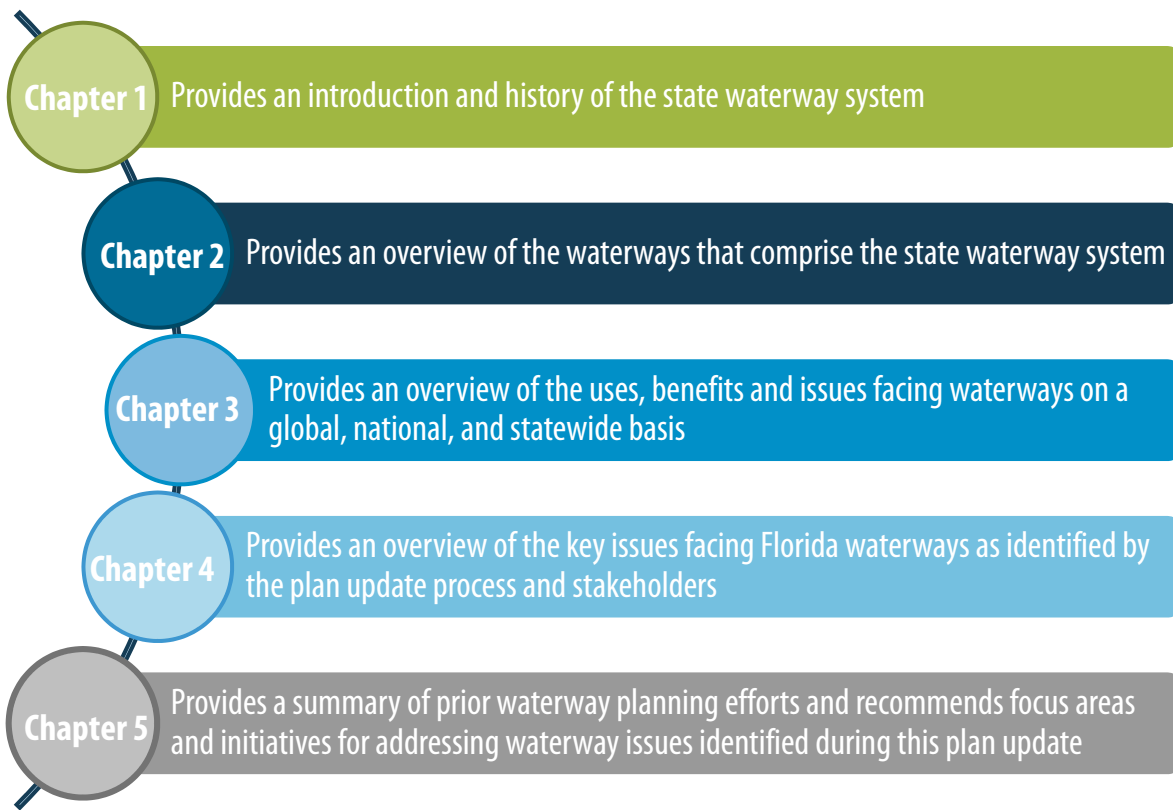 Chapter 1
Provides an introduction and history of the state waterway system
Chapter 2
Provides an overview of the waterways that comprise the state waterway system
Chapter 3
Provides an overview of the uses, benefits and issues facing waterways on a
global, national, and statewide basis
Chapter 4
Provides an overview of the key issues facing Florida waterways as identified by
the plan update process and stakeholders
Chapter 5
Provides a summary of prior waterway planning efforts and recommends focus areas
and initiatives for addressing waterway issues identified during this plan update